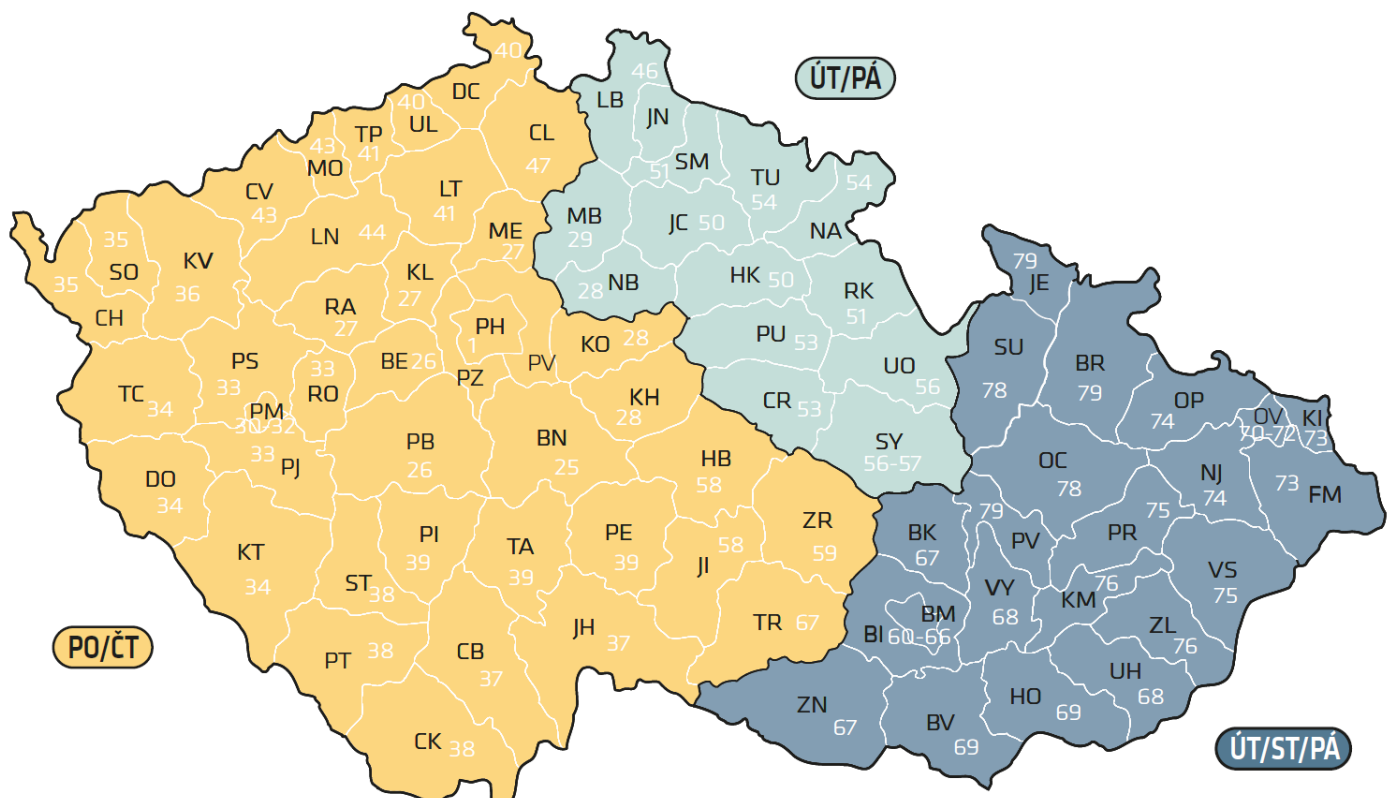 40
ÚT/PÁ
46
DC
LB
40
JN
UL
TP
CL
43
41
47
MO
SM
51
TU
54
54
CV
43
LT
41
MB
29
JC 50
NA
ME
27
LN
44
35
SO
KV
36
35
KL
27
HK 50
NB
28
RK
51
79
JE
CH
RA
27
PH
1
KO 28
PU 53
SU
78
PS
33
33
RO
BE 26
PZ
PV
UO
56
BR
79
TC 34
PM
30-32
KH
28
CR 53
OP
74
OV
70-72
KI
73
33
PJ
PB
26
BN
25
SY
56-57
HB
58
OC
78
NJ
74
73
FM
DO
34
ZR
59
79
75
PI
39
TA
39
PE
39
58
JI
BK
67
PV
PR
KT
34
ST 38
VY
68
76
KM
VS
75
TR 67
BM
BI 60-66
ZL
76
JH 37
PO/ČT
PT 38
CB
37
UH
68
ZN
67
HO
69
BV
69
CK 38
ÚT/ST/PÁ